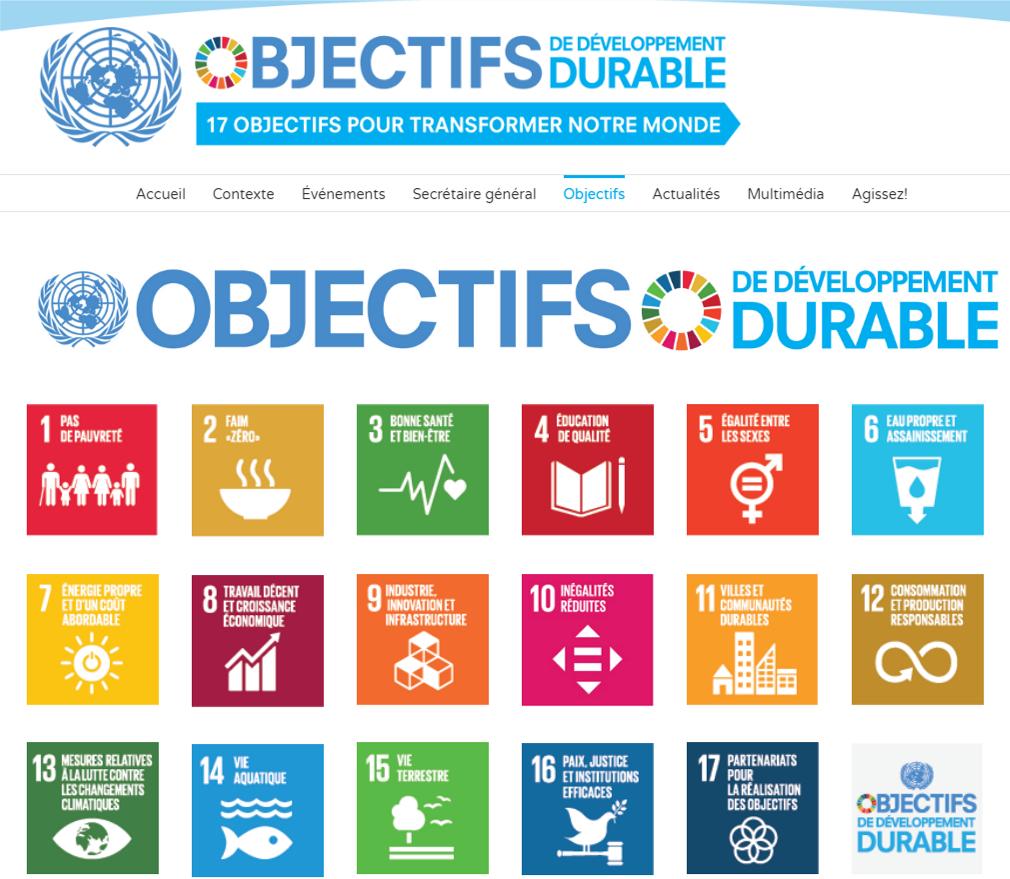 OBJECTIFS DE DÉVELOPPEMENT
DURABLE
17 OBJECTIFS POUR TRANSFORMER NOTRE MONDE
Accueil Contexte Événements Secrétaire général Objectifs Actualités Multimédia Agissez!
OBJECTIFS DE DÉVELOPPEMENT
DURABLE
1 PAS
DE PAUVRETÉ
2 FAIM
«ZÉRO»
3 BONNE SANTÉ
ET BIEN-ÊTRE
4 ÉDUCATION
DE QUALITÉ
5 ÉGALITÉ ENTRE
LES SEXES
6 EAU PROPRE ET
ASSAINISSEMENT
7 ÉNERGIE PROPRE
ET D'UN COÛT
ABORDABLE
8 TRAVAIL DÉCENT
ET CROISSANCE
ÉCONOMIQUE
9 INDUSTRIE,
INNOVATION ET
INFRASTRUCTURE
10 INÉGALITÉS
RÉDUITES
11 VILLES ET
COMMUNAUTÉS
DURABLES
12 CONSOMMATION
ET PRODUCTION
RESPONSABLES
13 MESURES RELATIVES
À LA LUTTE CONTRE
LES CHANGEMENTS
CLIMATIQUES
14 VIE
AQUATIQUE
15 VIE
TERRESTRE
16 PAIX, JUSTICE
ET INSTITUTIONS
EFFICACES
17 PARTENARIATS
POUR
LA RÉALISATION
DES OBJECTIFS
OBJECTIFS
DE DÉVELOPPEMENT
DURABLE